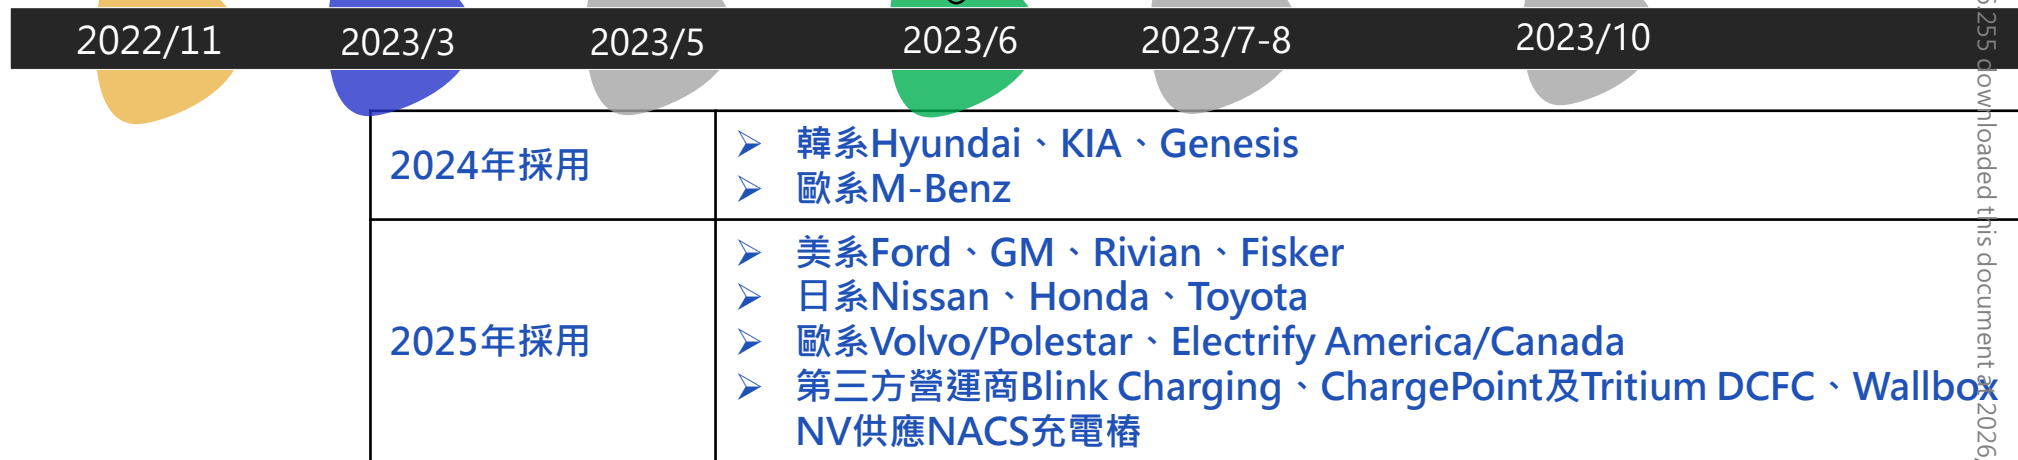 2022/11 2023/3 2023/5 2023/6 2023/7-8 2023/10
2024年採用
➢ 韓系Hyundai、KIA、Genesis
➢ 歐系M-Benz
2025年採用
➢ 美系Ford、GM、Rivian、Fisker
➢ 日系Nissan、Honda、Toyota
➢ 歐系Volvo/Polestar、Electrify America/Canada
➢ 第三方營運商Blink Charging、ChargePoint及Tritium DCFC、Wallbox
NV供應NACS充電樁
.255 downloaded this document at 2026,